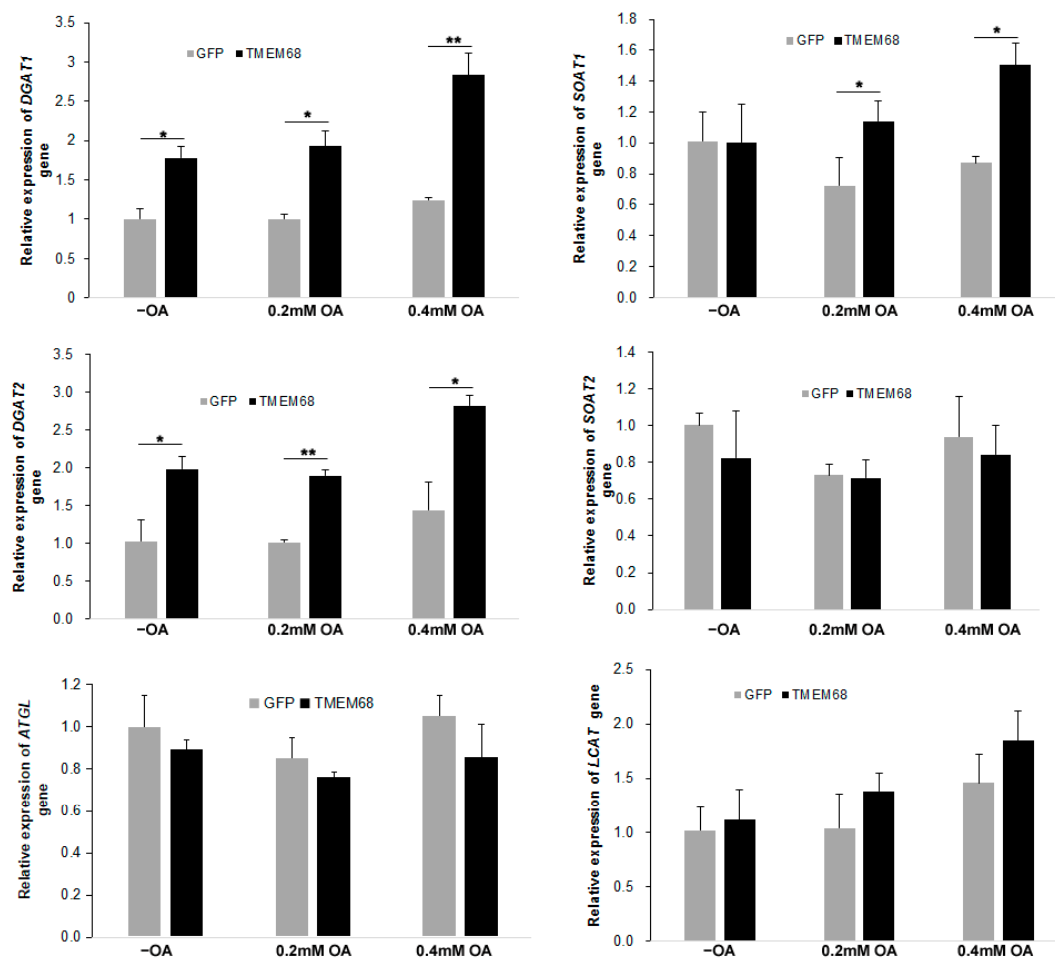 Relative expression of DGAT1
gene
3.5
3
2.5
2
1.5
1
0.5
0
GFP TMEM68
*
*
**
−OA
0.2mM OA
0.4mM OA
Relative expression of SOAT1
gene
1.8
1.6
1.4
1.2
1.0
0.8
0.6
0.4
0.2
0.0
GFP TMEM68
*
*
−OA
0.2mM OA
0.4mM OA
Relative expression of DGAT2
gene
3.5
3.0
2.5
2.0
1.5
1.0
0.5
0.0
GFP TMEM68
*
**
*
−OA
0.2mM OA
0.4mM OA
Relative expression of SOAT2
gene
1.4
1.2
1.0
0.8
0.6
0.4
0.2
0.0
GFP TMEM68
−OA
0.2mM OA
0.4mM OA
Relative expression of ATGL
gene
1.2
1.0
0.8
0.6
0.4
0.2
0.0
GFP TMEM68
−OA
0.2mM OA
0.4mM OA
Relative expression of LCAT gene
2.5
2.0
1.5
1.0
0.5
0.0
GFP TMEM68
−OA
0.2mM OA
0.4mM OA